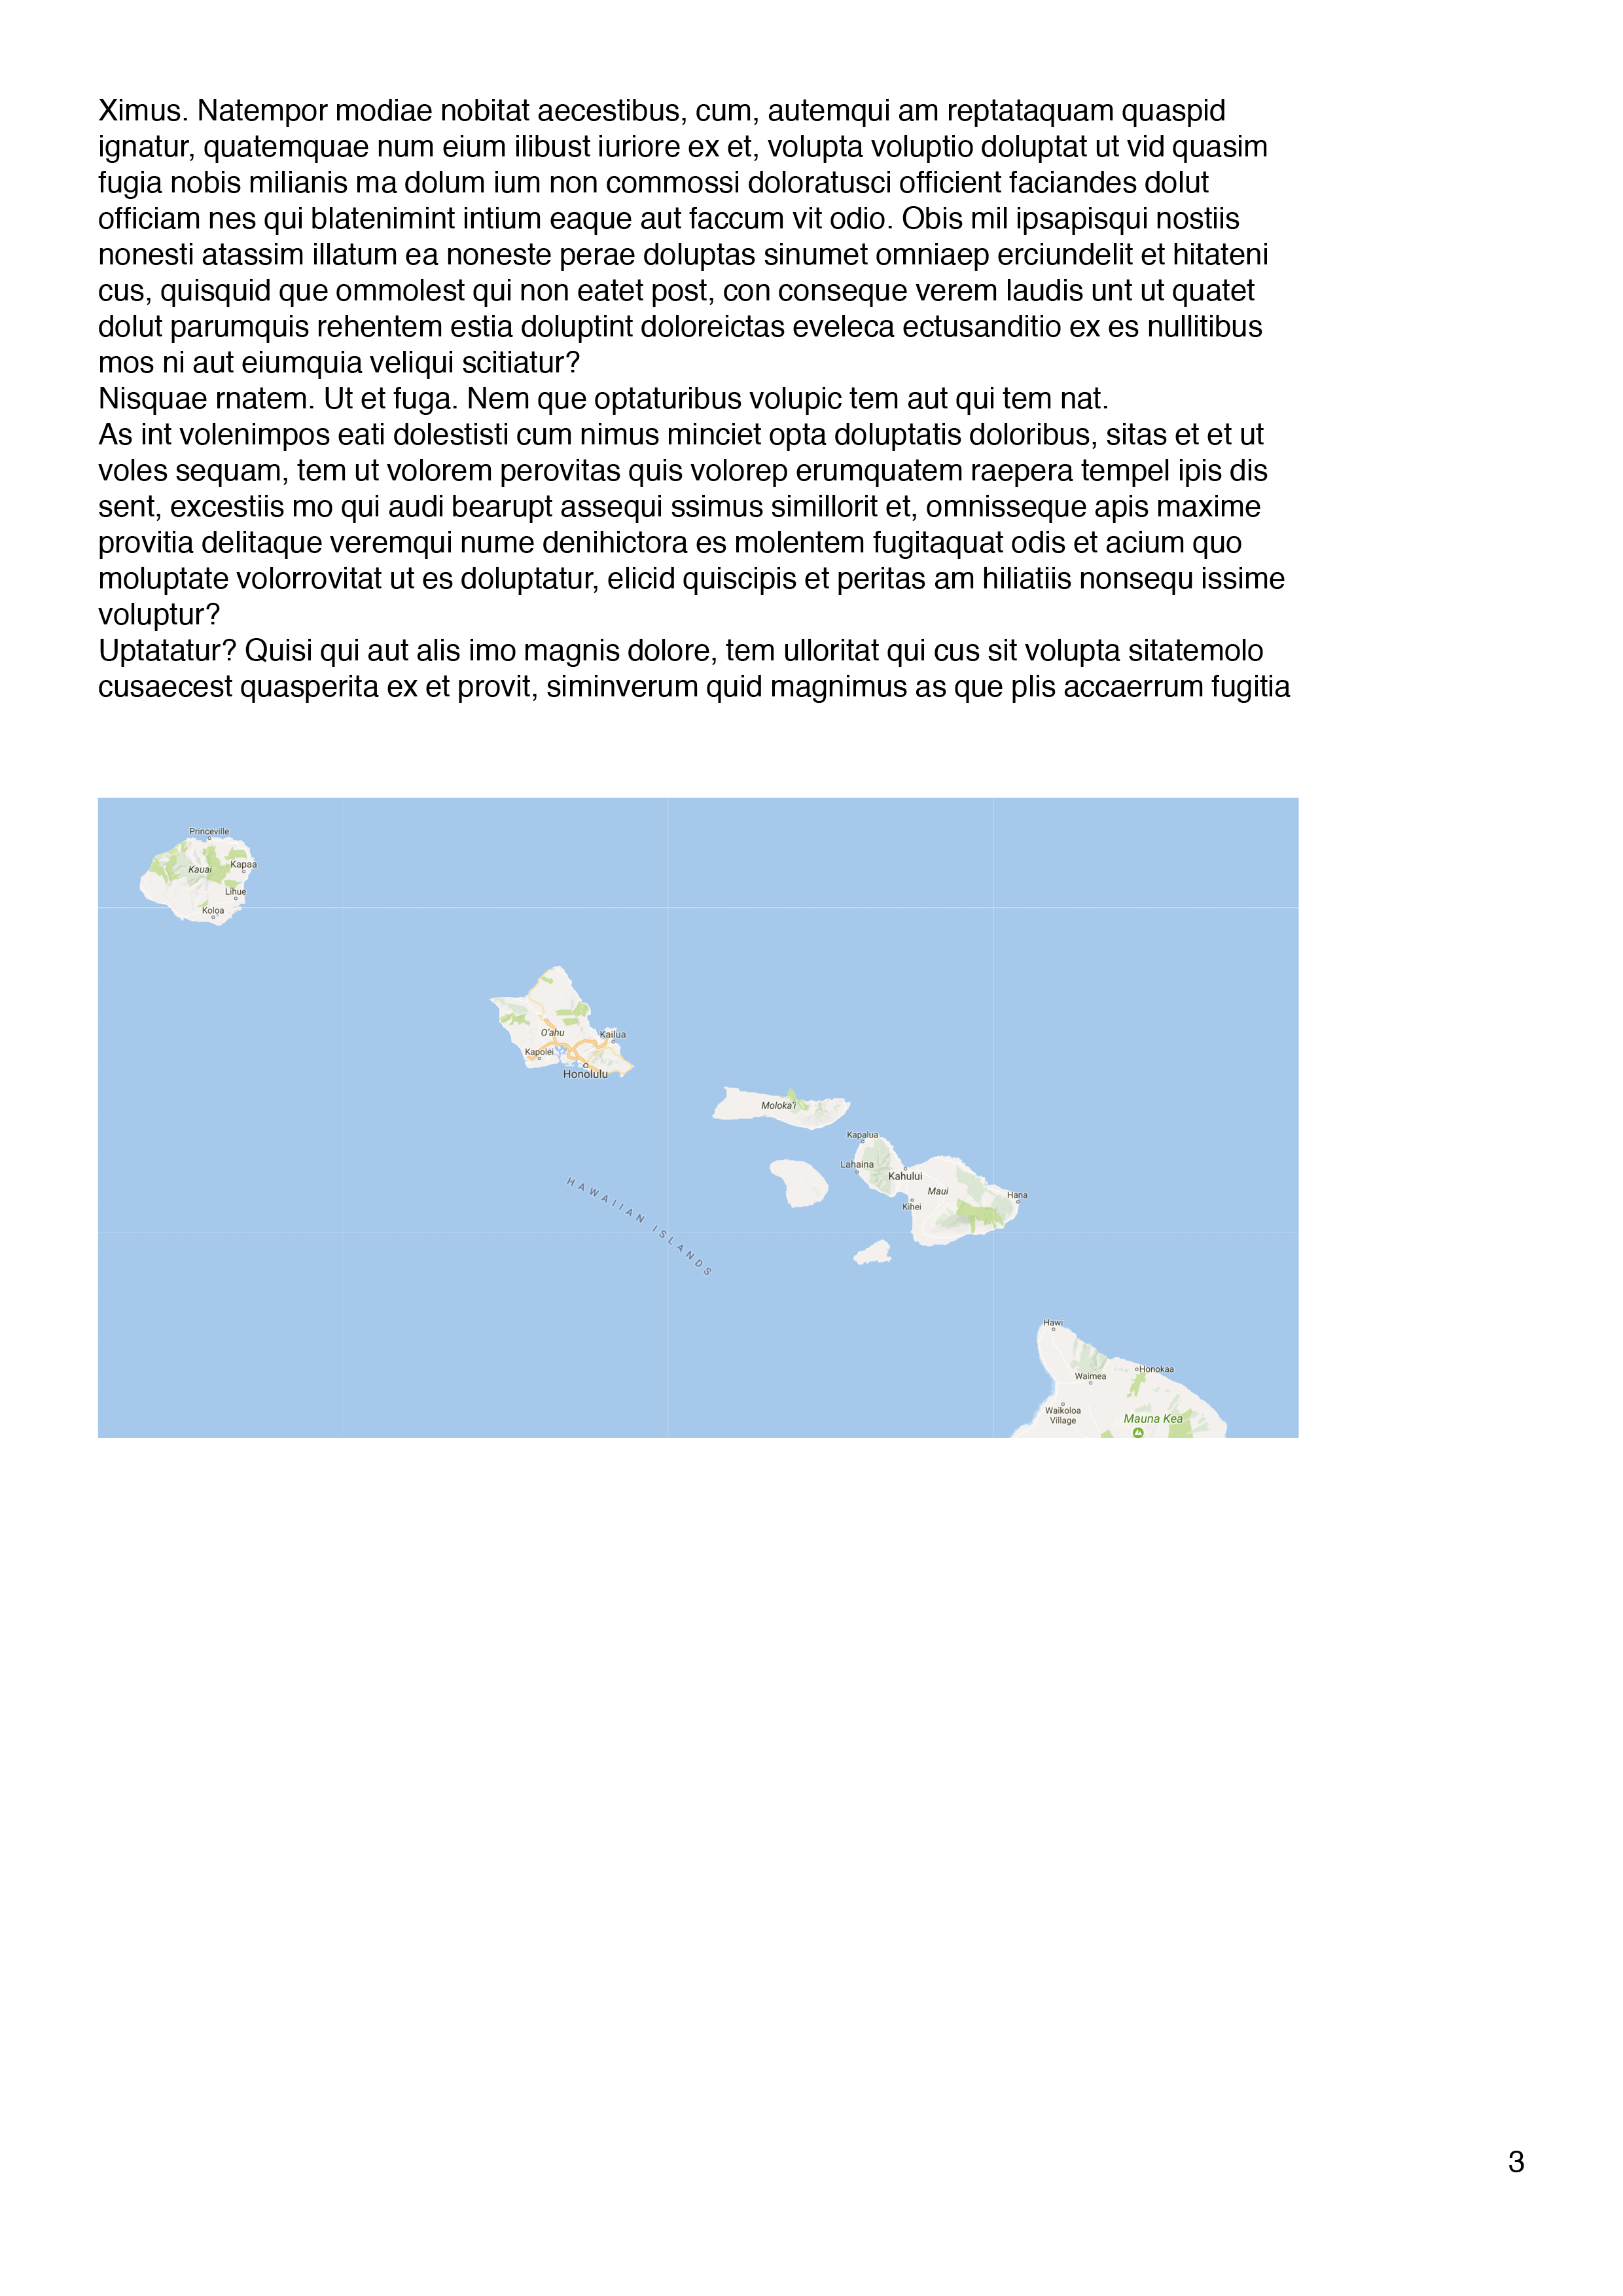 Ximus. Natempor modiae nobitat aecestibus, cum, autemqui am reptataquam quaspid
ignatur, quatemquae num eium ilibust iuriore ex et, volupta voluptio doluptat ut vid quasim
fugia nobis milianis ma dolum ium non commossi doloratusci officient faciandes dolut
officiam nes qui blatenimint intium eaque aut faccum vit odio. Obis mil ipsapisqui nostiis
nonesti atassim illatum ea noneste perae doluptas sinumet omniaep erciundelit et hitateni
cus, quisquid que ommolest qui non eatet post, con conseque verem laudis unt ut quatet
dolut parumquis rehentem estia doluptint doloreictas eveleca ectusanditio ex es nullitibus
mos ni aut eiumquia veliqui scitiatur?
Nisquae rnatem. Ut et fuga. Nem que optaturibus volupic tem aut qui tem nat.
As int volenimpos eati dolestisti cum nimus minciet opta doluptatis doloribus, sitas et et ut
voles sequam, tem ut volorem perovitas quis volorep erumquatem raepera tempel ipis dis
sent, excestiis mo qui audi bearupt assequi ssimus simillorit et, omnisseque apis maxime
provitia delitaque veremqui nume denihictora es molentem fugitaquat odis et acium quo
moluptate volorrovitat ut es doluptatur, elicid quiscipis et peritas am hiliatiis nonsequ issime
voluptur?
Uptatatur? Quisi qui aut alis imo magnis dolore, tem ulloritat qui cus sit volupta sitatemolo
cusaecest quasperita ex et provit, siminverum quid magnimus as que plis accaerrum fugitia
Princeville
Kauai
Kapaa
Lihue
Koloa
O'ahu
Kailua
Kapolei
Honolulu
Moloka'i
Kapalua
Lahaina
Kahului
Maui
Hana
Kihei
HAWAIIAN ISLANDS
Hawi
Honokaa
Waimea
Waikoloa
Village
Mauna Kea
3